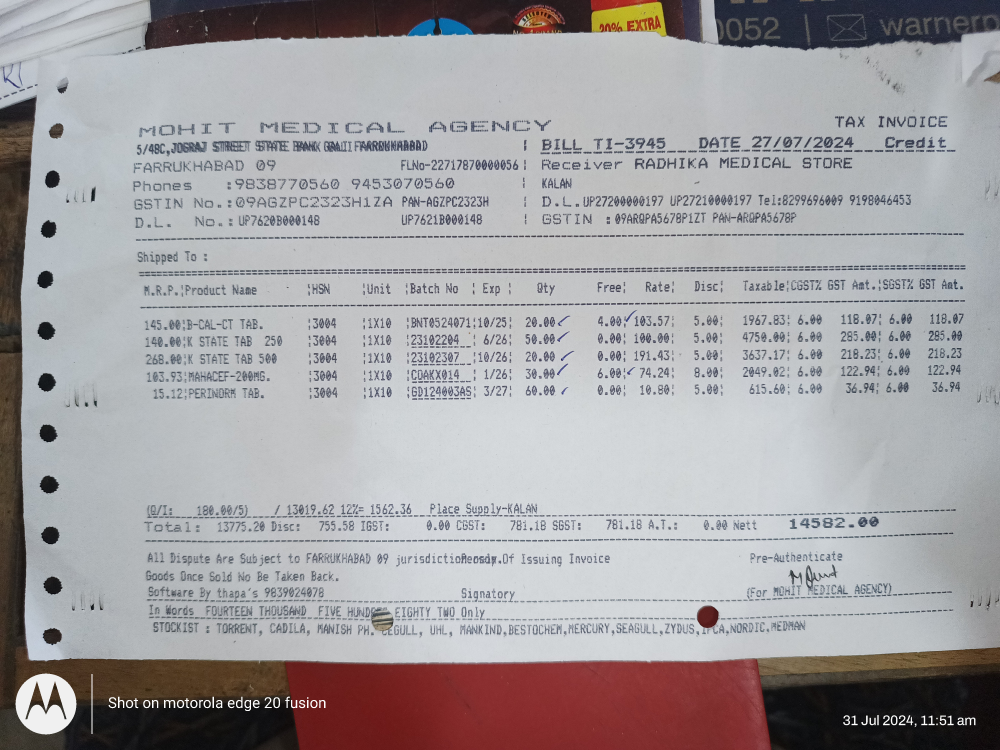 20% EXTRA
0052 warnerp
MOHIT MEDICAL AGENCY
TAX INVOICE
5/48C,JOGRAJ STREET STATE BANK GALI FARRUKHABAD
BILL TI-3945 DATE 27/07/2024 Credit
FARRUKHABAD 09 FLNo-22717870000056
Receiver RADHIKA MEDICAL STORE
Phones :9838770560 9453070560
KALAN
GSTIN No.:09AGZPC2323H1ZA PAN-AGZPC2323H
D.L.UP27200000197 UP27210000197 Tel:8299696009 9198046453
D.L. No.:UP7620B000148 UP7621B000148
GSTIN :09ARQPA5678P1ZT PAN-ARQPA5678P
Shipped To :
M.R.P.¦Product Name ¦HSN ¦Unit ¦Batch No ¦ Exp ¦ Qty Free¦ Rate¦ Disc¦ Taxable¦CGST% GST Amt.¦SGST% GST Amt.
145.00¦B-CAL-CT TAB. ¦3004 ¦1X10 ¦BNT0524071¦10/25¦ 20.00 4.00¦103.57¦ 5.00¦ 1967.83¦ 6.00 118.07¦ 6.00 118.07
140.00¦K STATE TAB 250 ¦3004 ¦1X10 ¦23102204 ¦ 6/26¦ 50.00 0.00¦ 100.00¦ 5.00¦ 4750.00¦ 6.00 285.00¦ 6.00 285.00
268.00¦K STATE TAB 500 ¦3004 ¦1X10 ¦23102307 ¦10/26¦ 20.00 0.00¦ 191.43¦ 5.00¦ 3637.17¦ 6.00 218.23¦ 6.00 218.23
103.93¦MAHACEF-200MG. ¦3004 ¦1X10 ¦CDAKX014 ¦ 1/26¦ 30.00 6.00¦ 74.24¦ 8.00¦ 2049.02¦ 6.00 122.94¦ 6.00 122.94
15.12¦PERINORM TAB. ¦3004 ¦1X10 ¦GD124003AS¦ 3/27¦ 60.00 0.00¦ 10.80¦ 5.00¦ 615.60¦ 6.00 36.94¦ 6.00 36.94
(Q/I: 180.00/5) / 13019.62 12%= 1562.36 Place Supply-KALAN
Total: 13775.20 Disc: 755.58 IGST: 0.00 CGST: 781.18 SGST: 781.18 A.T.: 0.00 Nett 14582.00
All Dispute Are Subject to FARRUKHABAD 09 jurisdiction Of Issuing Invoice
Pre-Authenticate
Goods Once Sold No Be Taken Back.
Software By thapa's 9839024078 Signatory (For MOHIT MEDICAL AGENCY)
In Words FOURTEEN THOUSAND FIVE HUNDRED EIGHTY TWO Only
STOCKIST : TORRENT, CADILA, MANISH PH. UHL, MANKIND,BESTOCHEM,MERCURY,SEAGULL,ZYDUS,IPCA,NORDIC,MEDMAN
Shot on motorola edge 20 fusion
31 Jul 2024, 11:51 am